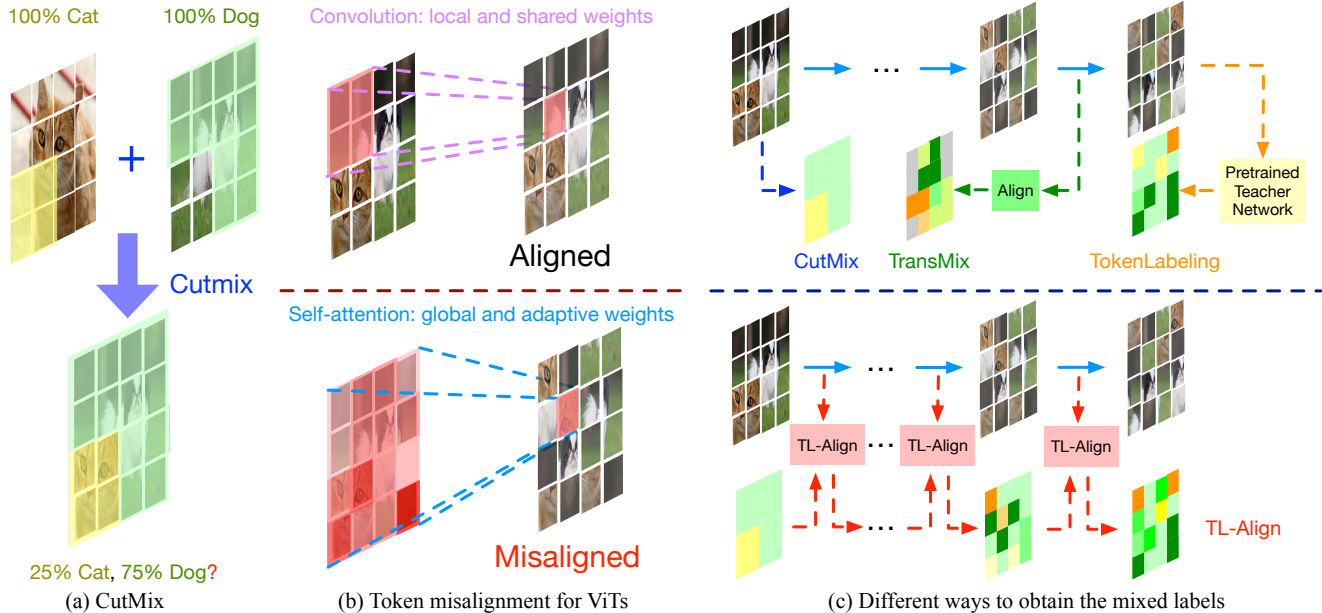 100% Cat
100% Dog
+
Cutmix
25% Cat, 75% Dog?
(a) CutMix
Convolution: local and shared weights
Aligned
Self-attention: global and adaptive weights
Misaligned
(b) Token misalignment for ViTs
...
Align
Pretrained
Teacher
Network
CutMix
TransMix
TokenLabeling
...
TL-Align
...
TL-Align
TL-Align
...
TL-Align
(c) Different ways to obtain the mixed labels